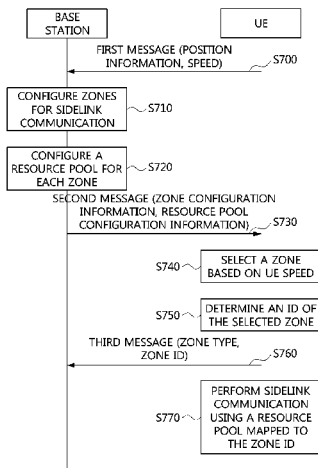 BASE
STATION
UE
FIRST MESSAGE (POSITION
INFORMATION, SPEED)
S700
CONFIGURE ZONES
FOR SIDELINK
COMMUNICATION
S710
CONFIGURE A
RESOURCE POOL FOR
EACH ZONE
S720
SECOND MESSAGE (ZONE CONFIGURATION
INFORMATION, RESOURCE POOL
CONFIGURATION INFORMATION)
S730
S740
SELECT A ZONE
BASED ON UE SPEED
S750
DETERMINE AN ID OF
THE SELECTED ZONE
THIRD MESSAGE (ZONE TYPE,
ZONE ID)
S760
S770
PERFORM SIDELINK
COMMUNICATION
USING A RESOURCE
POOL MAPPED TO
THE ZONE ID